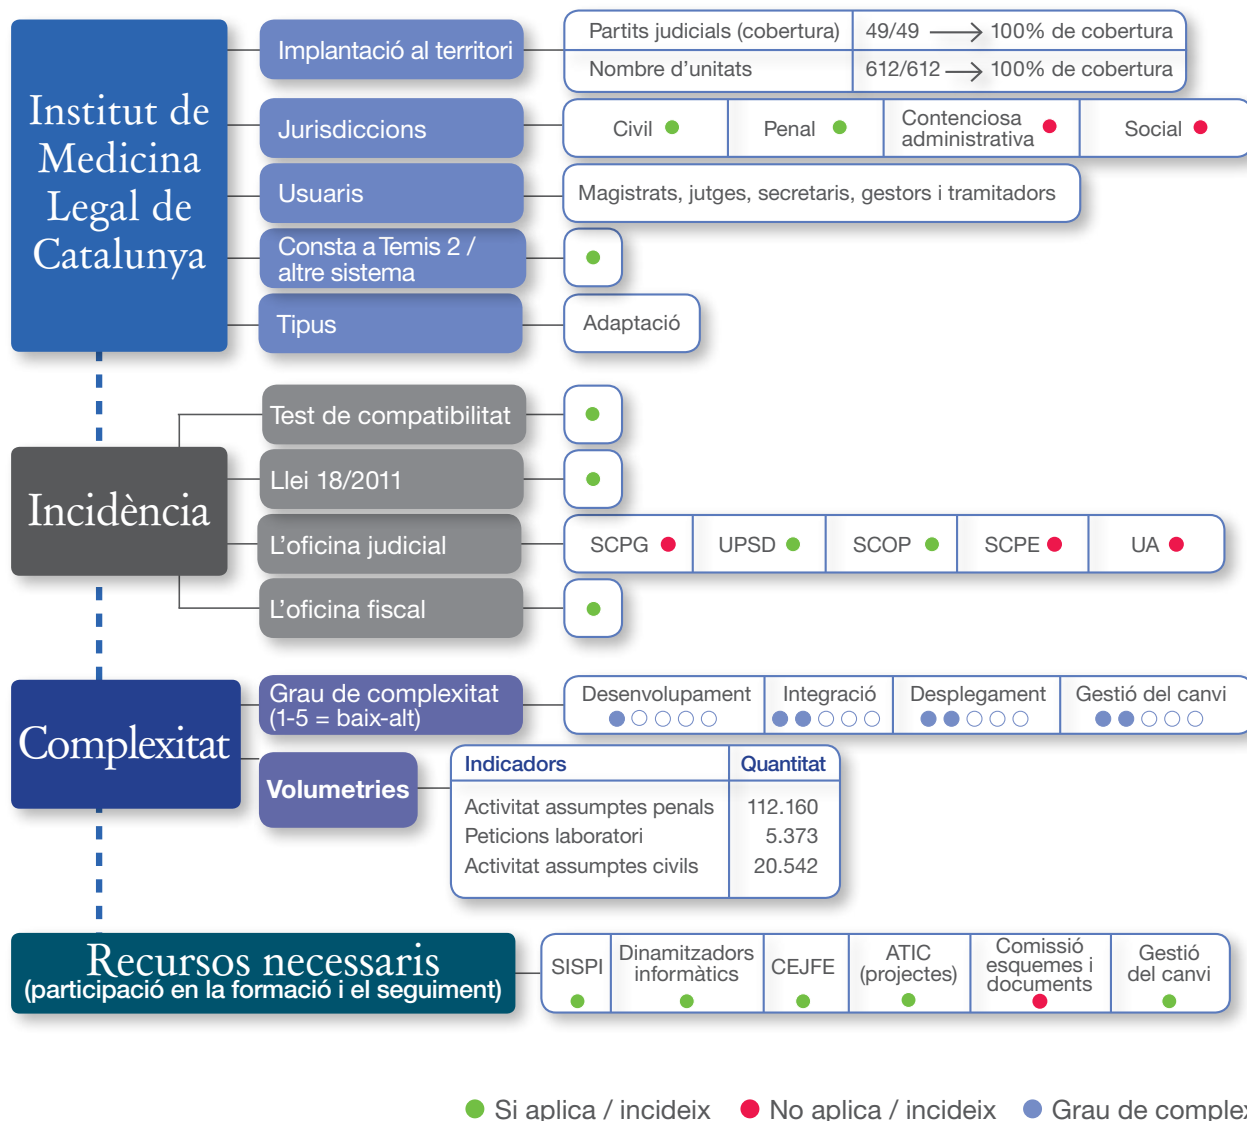 Institut de
Medicina
Legal de
Catalunya
Implantació al territori
Partits judicials (cobertura)
49/49 → 100% de cobertura
Nombre d'unitats
612/612 → 100% de cobertura
Jurisdiccions
Civil
Penal
Contenciosa
administrativa
Social
Usuaris
Magistrats, jutges, secretaris, gestors i tramitadors
Consta a Temis 2 /
altre sistema
Tipus
Adaptació
Incidència
Test de compatibilitat
Llei 18/2011
L'oficina judicial
SCPG
UPSD
SCOP
SCPE
UA
L'oficina fiscal
Complexitat
Grau de complexitat
(1-5 = baix-alt)
Desenvolupament
Integració
Desplegament
Gestió del canvi
Volumetries
Indicadors Quantitat
Activitat assumptes penals 112.160
Peticions laboratori 5.373
Activitat assumptes civils 20.542
Recursos necessaris
(participació en la formació i el seguiment)
SISPI
Dinamitzadors
informàtics
CEJFE
ATIC
(projectes)
Comissió
esquemes i
documents
Gestió
del canvi
Si aplica / incideix No aplica / incideix Grau de complex